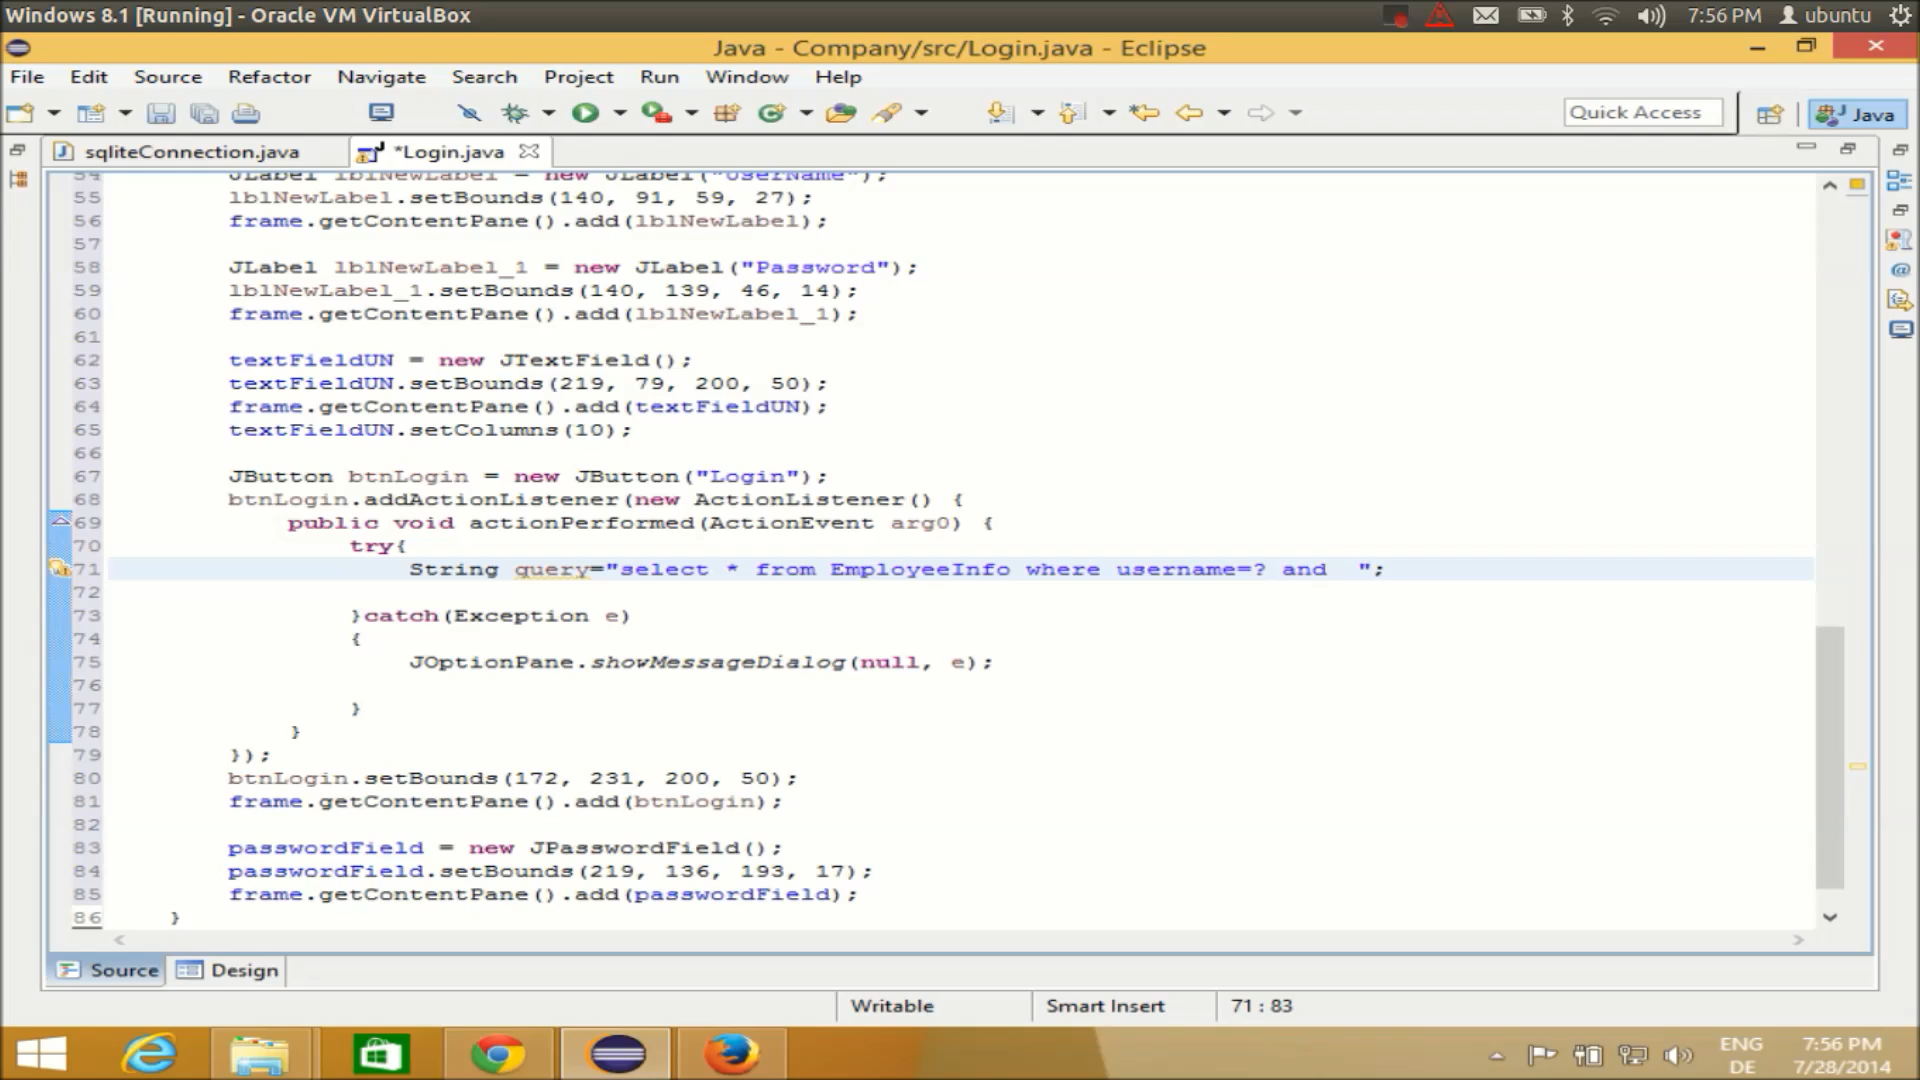 Windows 8.1 [Running] - Oracle VM VirtualBox
7:56 PM ubuntu
Java - Company/src/Login.java - Eclipse
File Edit Source Refactor Navigate Search Project Run Window Help
Quick Access Java
sqliteConnection.java *Login.java
54 JLabel lblNewLabel = new JLabel("UserName");
55 lblNewLabel.setBounds(140, 91, 59, 27);
56 frame.getContentPane().add(lblNewLabel);
57
58 JLabel lblNewLabel_1 = new JLabel("Password");
59 lblNewLabel_1.setBounds(140, 139, 46, 14);
60 frame.getContentPane().add(lblNewLabel_1);
61
62 textFieldUN = new JTextField();
63 textFieldUN.setBounds(219, 79, 200, 50);
64 frame.getContentPane().add(textFieldUN);
65 textFieldUN.setColumns(10);
66
67 JButton btnLogin = new JButton("Login");
68 btnLogin.addActionListener(new ActionListener() {
69 public void actionPerformed(ActionEvent arg0) {
70 try{
71 String query="select * from EmployeeInfo where username=? and  ";
72
73 }catch(Exception e)
74 {
75 JOptionPane.showMessageDialog(null, e);
76
77 }
78 }
79 });
80 btnLogin.setBounds(172, 231, 200, 50);
81 frame.getContentPane().add(btnLogin);
82
83 passwordField = new JPasswordField();
84 passwordField.setBounds(219, 136, 193, 17);
85 frame.getContentPane().add(passwordField);
86 }
Source Design
Writable Smart Insert 71 : 83
ENG 7:56 PM
DE 7/28/2014